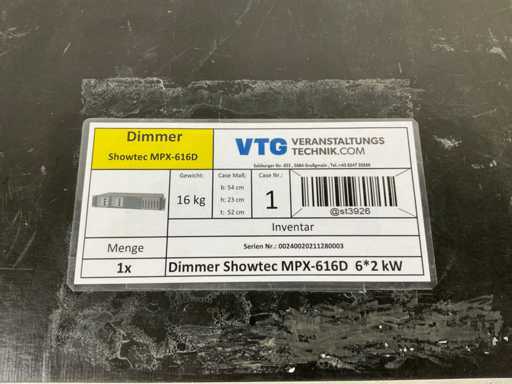 Dimmer
Showtec MPX-616D
VTG VERANSTALTUNGS
TECHNIK.COM
Gewicht:
16 kg
Case Maß:
b: 54 cm
h: 23 cm
t: 52 cm
Case Nr.:
1
@st3926
Inventar
Menge
Serien Nr.: 00240020211280003
1x
Dimmer Showtec MPX-616D 6*2 kW